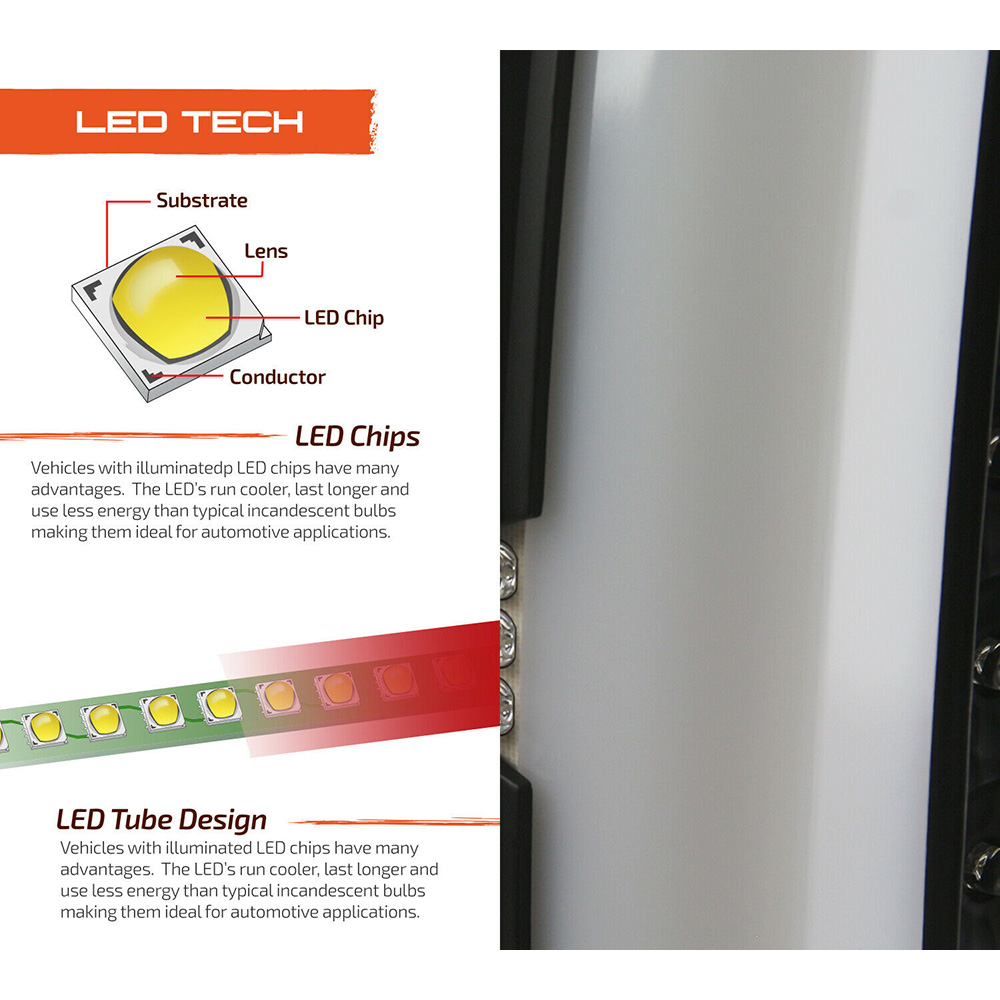 LED TECH
Substrate
Lens
LED Chip
Conductor
LED Chips
Vehicles with illuminatedp LED chips have many
advantages. The LED's run cooler, last longer and
use less energy than typical incandescent bulbs
making them ideal for automotive applications.
LED Tube Design
Vehicles with illuminated LED chips have many
advantages. The LED's run cooler, last longer and
use less energy than typical incandescent bulbs
making them ideal for automotive applications.